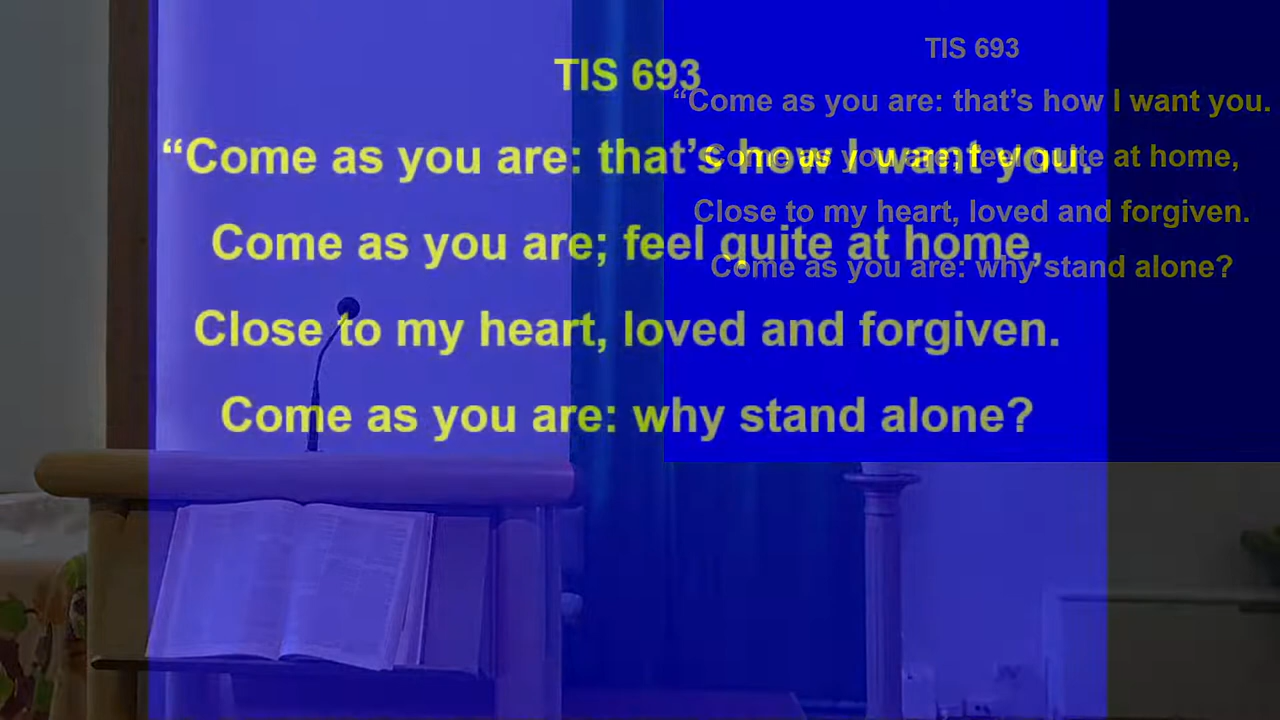 TIS 693
“Come as you are: that’s how I want you.
Come as you are; feel quite at home,
Close to my heart, loved and forgiven.
Come as you are: why stand alone?
TIS 693
“Come as you are: that’s how I want you.
Come as you are; feel quite at home,
Close to my heart, loved and forgiven.
Come as you are: why stand alone?